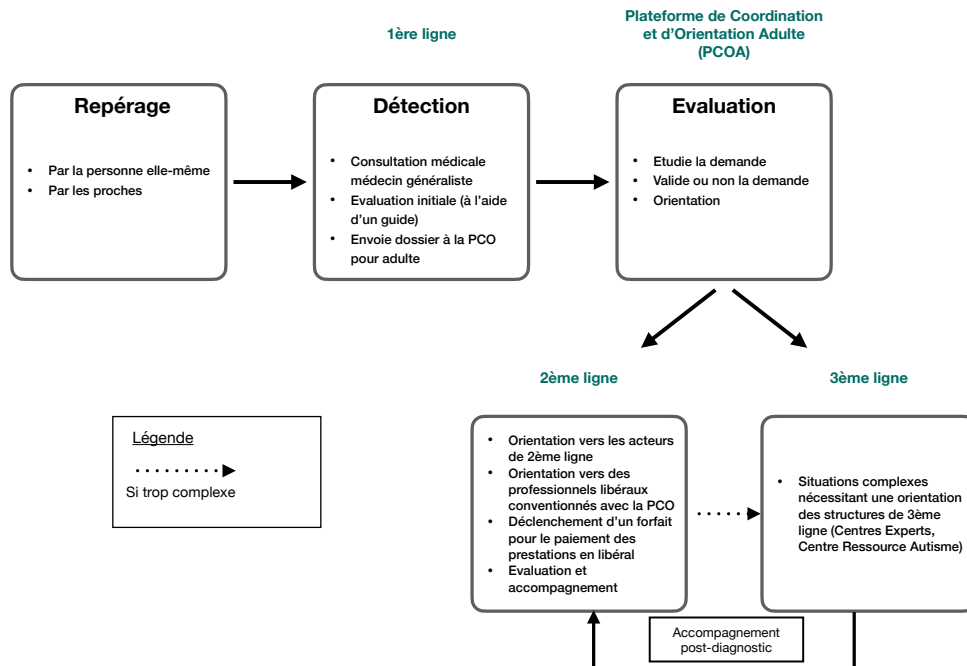 1ère ligne
Plateforme de Coordination
et d'Orientation Adulte
(PCOA)
Repérage
• Par la personne elle-même
• Par les proches
Détection
• Consultation médicale
médecin généraliste
• Evaluation initiale (à l'aide
d'un guide)
• Envoie dossier à la PCO
pour adulte
Evaluation
• Etudie la demande
• Valide ou non la demande
• Orientation
2ème ligne
3ème ligne
Légende
Si trop complexe
• Orientation vers les acteurs
de 2ème ligne
• Orientation vers des
professionnels libéraux
conventionnés avec la PCO
• Déclenchement d'un forfait
pour le paiement des
prestations en libéral
• Evaluation et
accompagnement
• Situations complexes
nécessitant une orientation
des structures de 3ème
ligne (Centres Experts,
Centre Ressource Autisme)
Accompagnement
post-diagnostic